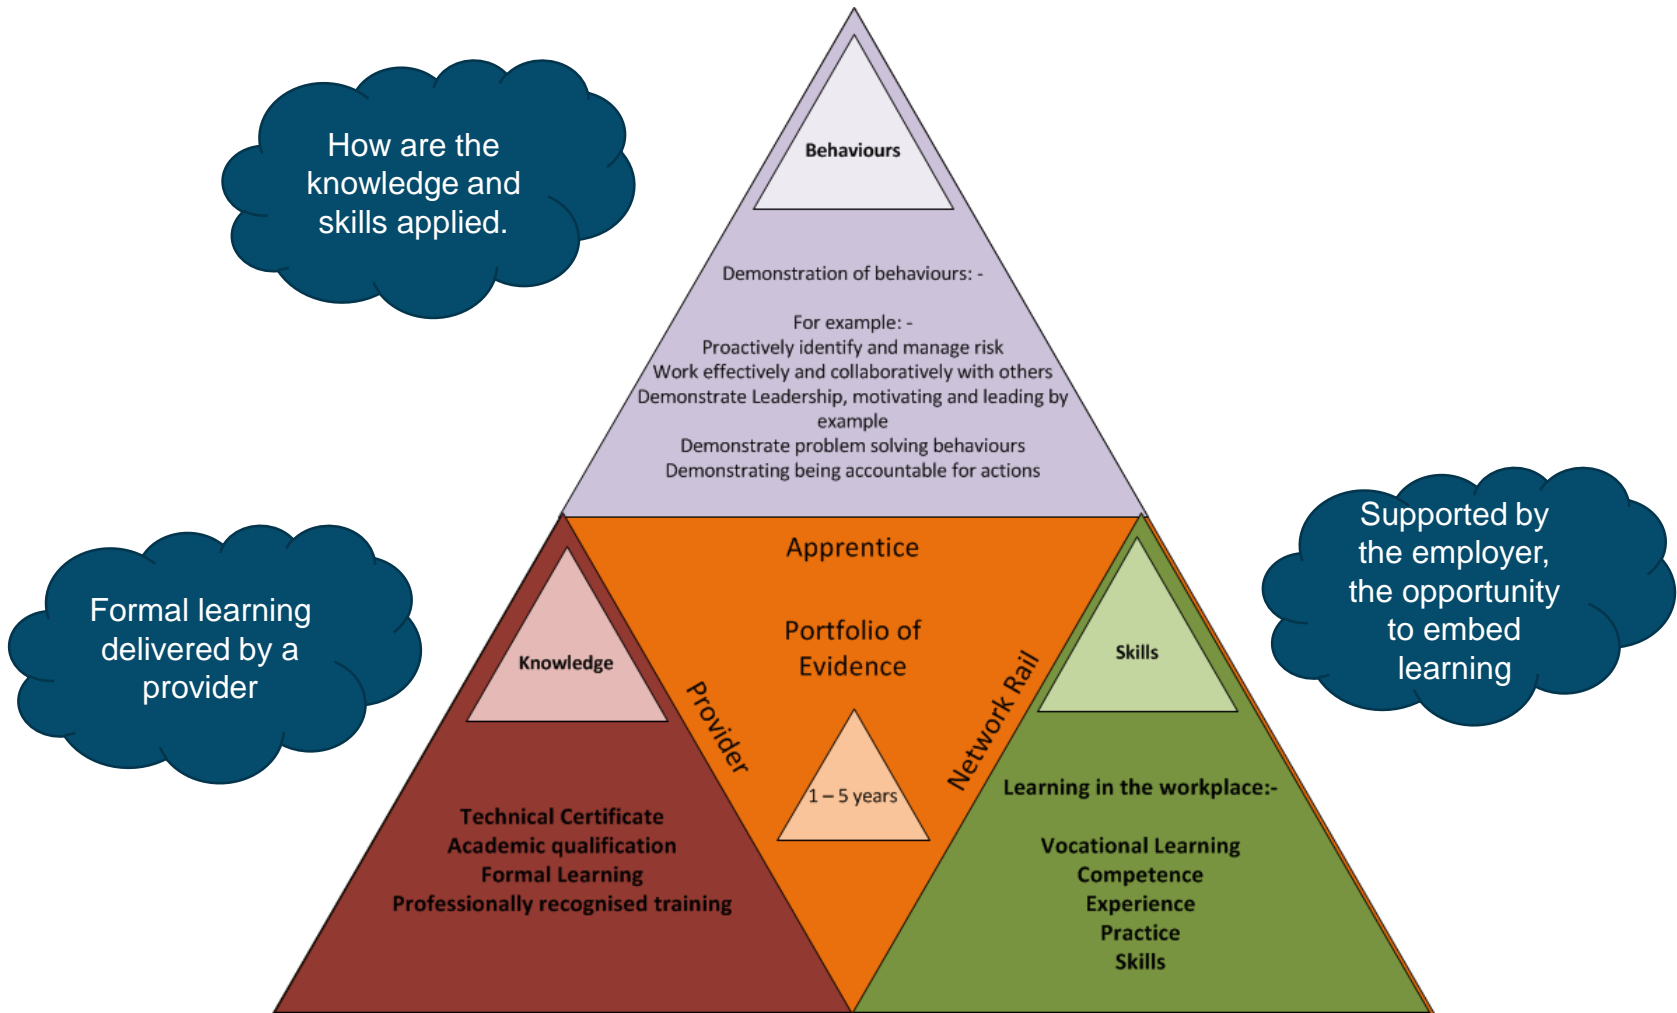 How are the
knowledge and
skills applied.
Behaviours
Demonstration of behaviours: -
For example: -
Proactively identify and manage risk
Work effectively and collaboratively with others
Demonstrate Leadership, motivating and leading by
example
Demonstrate problem solving behaviours
Demonstrating being accountable for actions
Formal learning
delivered by a
provider
Knowledge
Technical Certificate
Academic qualification
Formal Learning
Professionally recognised training
Apprentice
Portfolio of
Evidence
Provider
Network Rail
1 – 5 years
Skills
Learning in the workplace:-
Vocational Learning
Competence
Experience
Practice
Skills
Supported by
the employer,
the opportunity
to embed
learning